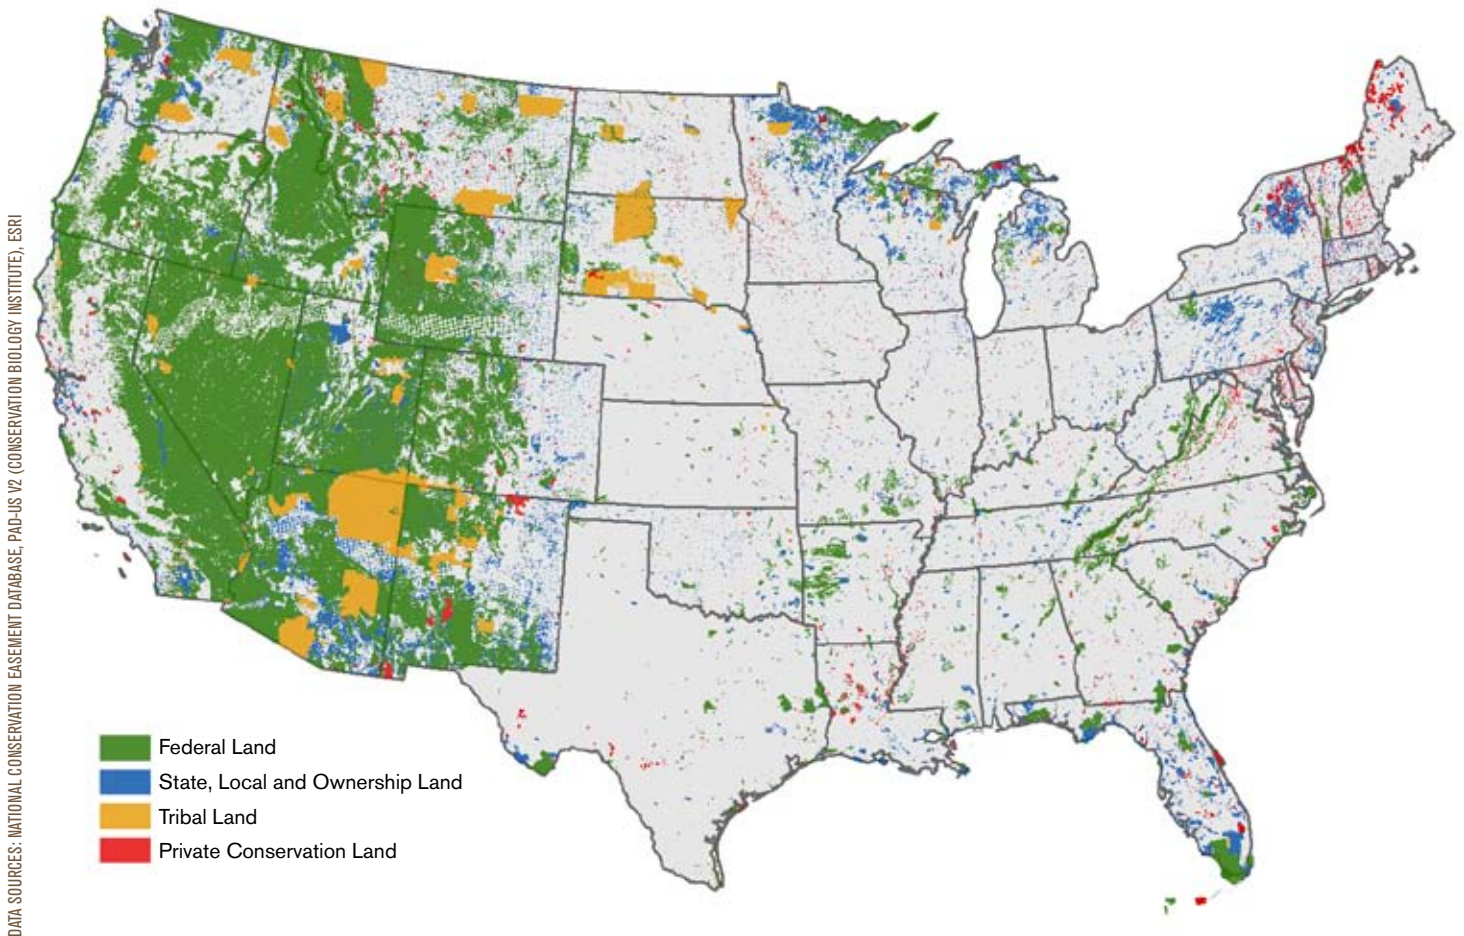 DATA SOURCES: NATIONAL CONSERVATION EASEMENT DATABASE, PAD-US V2 (CONSERVATION BIOLOGY INSTITUTE), ESRI
Federal Land
State, Local and Ownership Land
Tribal Land
Private Conservation Land